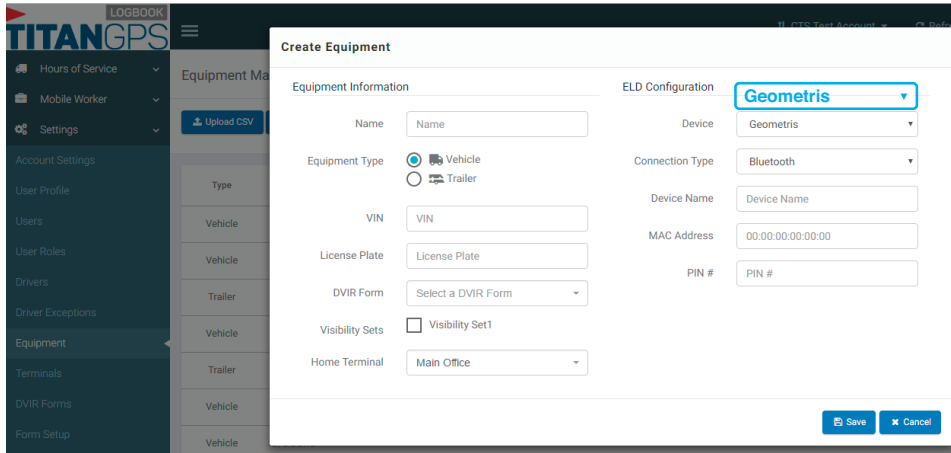 LOGBOOK
TITANGPS
CTS Test Account
Hours of Service
Mobile Worker
Settings
Account Settings
User Profile
Users
User Roles
Drivers
Driver Exceptions
Equipment
Terminals
DVIR Forms
Form Setup
Equipment Ma
Upload CSV
Type
Vehicle
Vehicle
Trailer
Vehicle
Trailer
Vehicle
Vehicle
Create Equipment
Equipment Information
Name Name
Equipment Type Vehicle
Trailer
VIN VIN
License Plate License Plate
DVIR Form Select a DVIR Form
Visibility Sets Visibility Set1
Home Terminal Main Office
ELD Configuration
Geometris
Device Geometris
Connection Type Bluetooth
Device Name Device Name
MAC Address 00:00:00:00:00:00
PIN # PIN #
Save Cancel